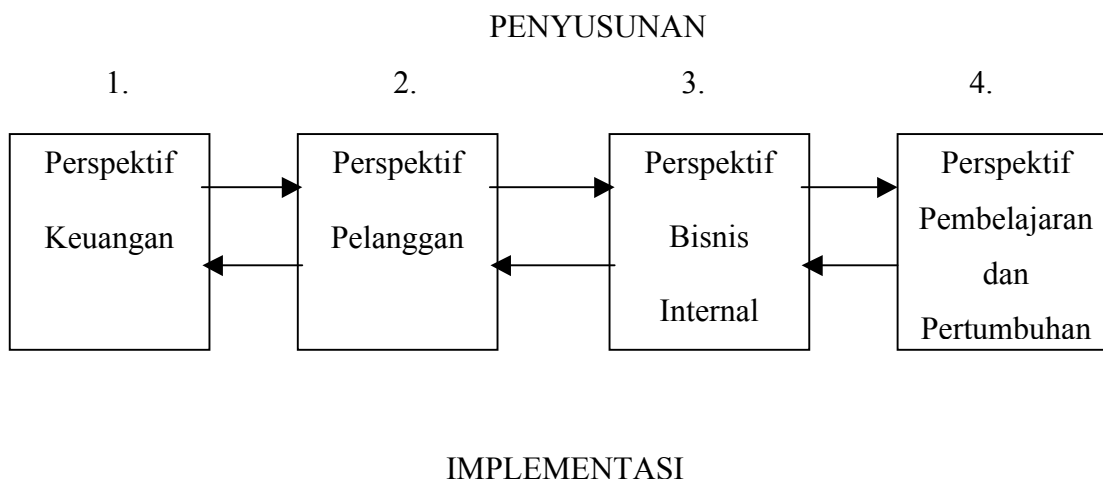 PENYUSUNAN
1.
2.
3.
4.
Perspektif
Keuangan
Perspektif
Pelanggan
Perspektif
Bisnis
Internal
Perspektif
Pembelajaran
dan
Pertumbuhan
IMPLEMENTASI